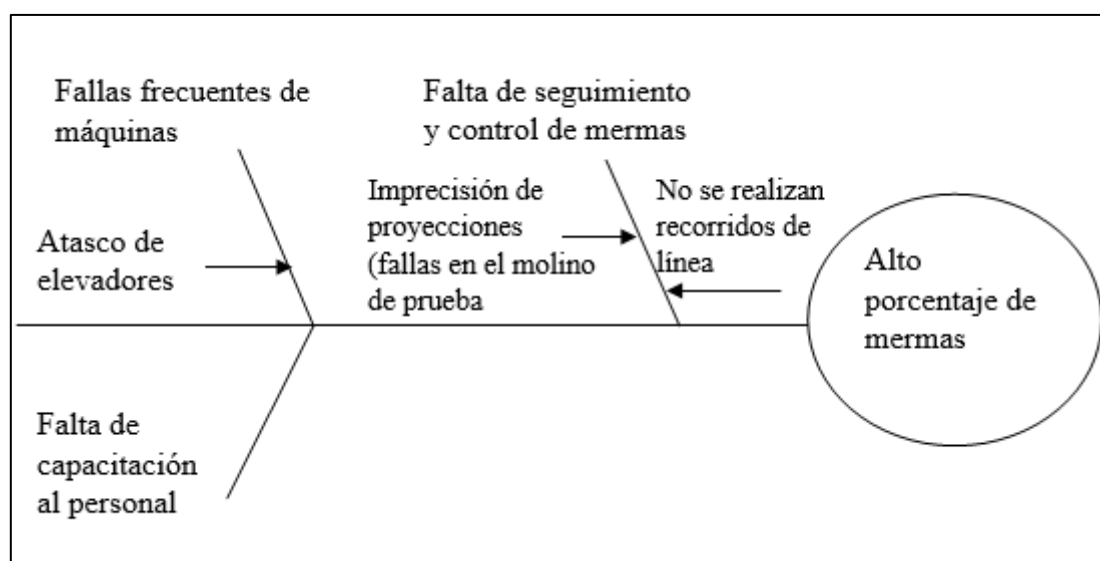 Fallas frecuentes de
máquinas
Falta de seguimiento
y control de mermas
Atasco de
elevadores
Imprecisión de
proyecciones
(fallas en el molino
de prueba
No se realizan
recorridos de
línea
Alto
porcentaje de
mermas
Falta de
capacitación
al personal